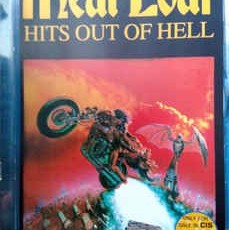 Meat Loaf
HITS OUT OF HELL
ONLY FOR
SALE IN CIS